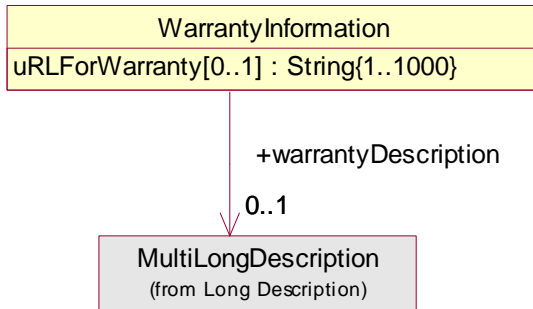 WarrantyInformation
uRLForWarranty[0..1] : String{1..1000}
+warrantyDescription
0..1
MultiLongDescription
(from Long Description)